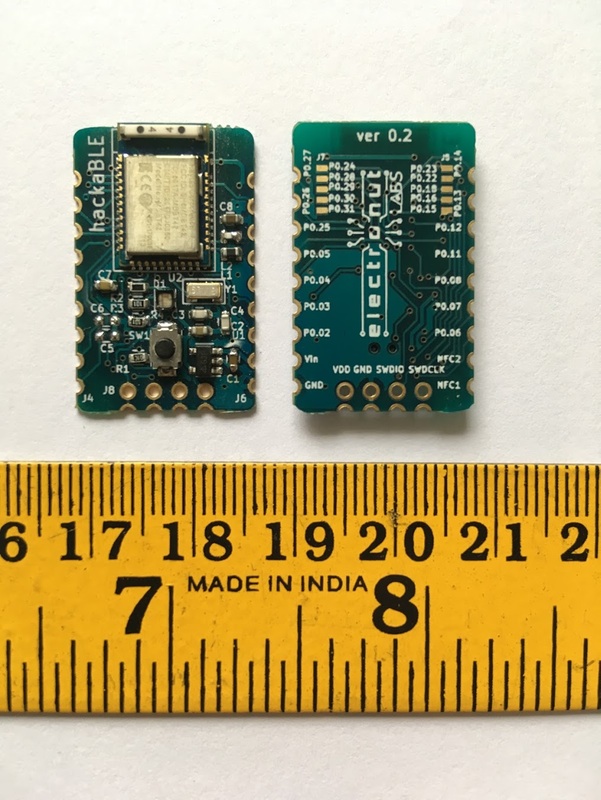 hackaBLE
C8
U2
C7
Y1
C6
C3
C4
C2
SW1
U1
C5
R1
C1
J8
J4
J6
ver 0.2
P0.27
P0.26
P0.24
P0.28
P0.29
P0.30
P0.31
P0.23
P0.22
P0.18
P0.16
P0.15
P0.14
P0.13
P0.25
P0.12
P0.05
P0.11
P0.04
P0.08
P0.03
P0.07
P0.02
P0.06
electronut
LABS
Vin
NFC2
VDD GND SWDIO SWDCLK
GND
NFC1
6 17 18 19 20 21 2
7 MADE IN INDIA 8